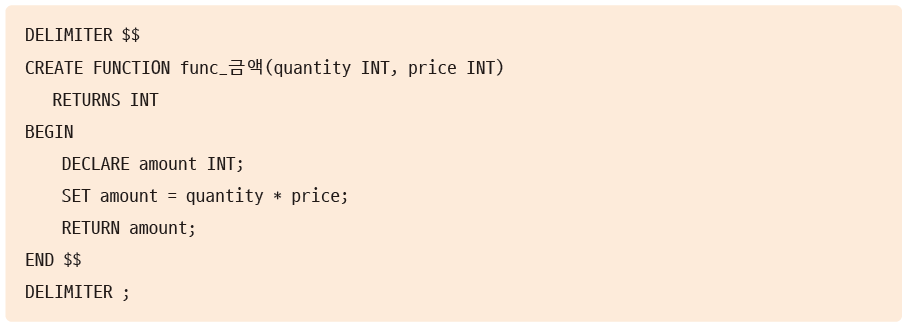 DELIMITER $$
CREATE FUNCTION func_금액(quantity INT, price INT)
RETURNS INT
BEGIN
DECLARE amount INT;
SET amount = quantity * price;
RETURN amount;
END $$
DELIMITER ;